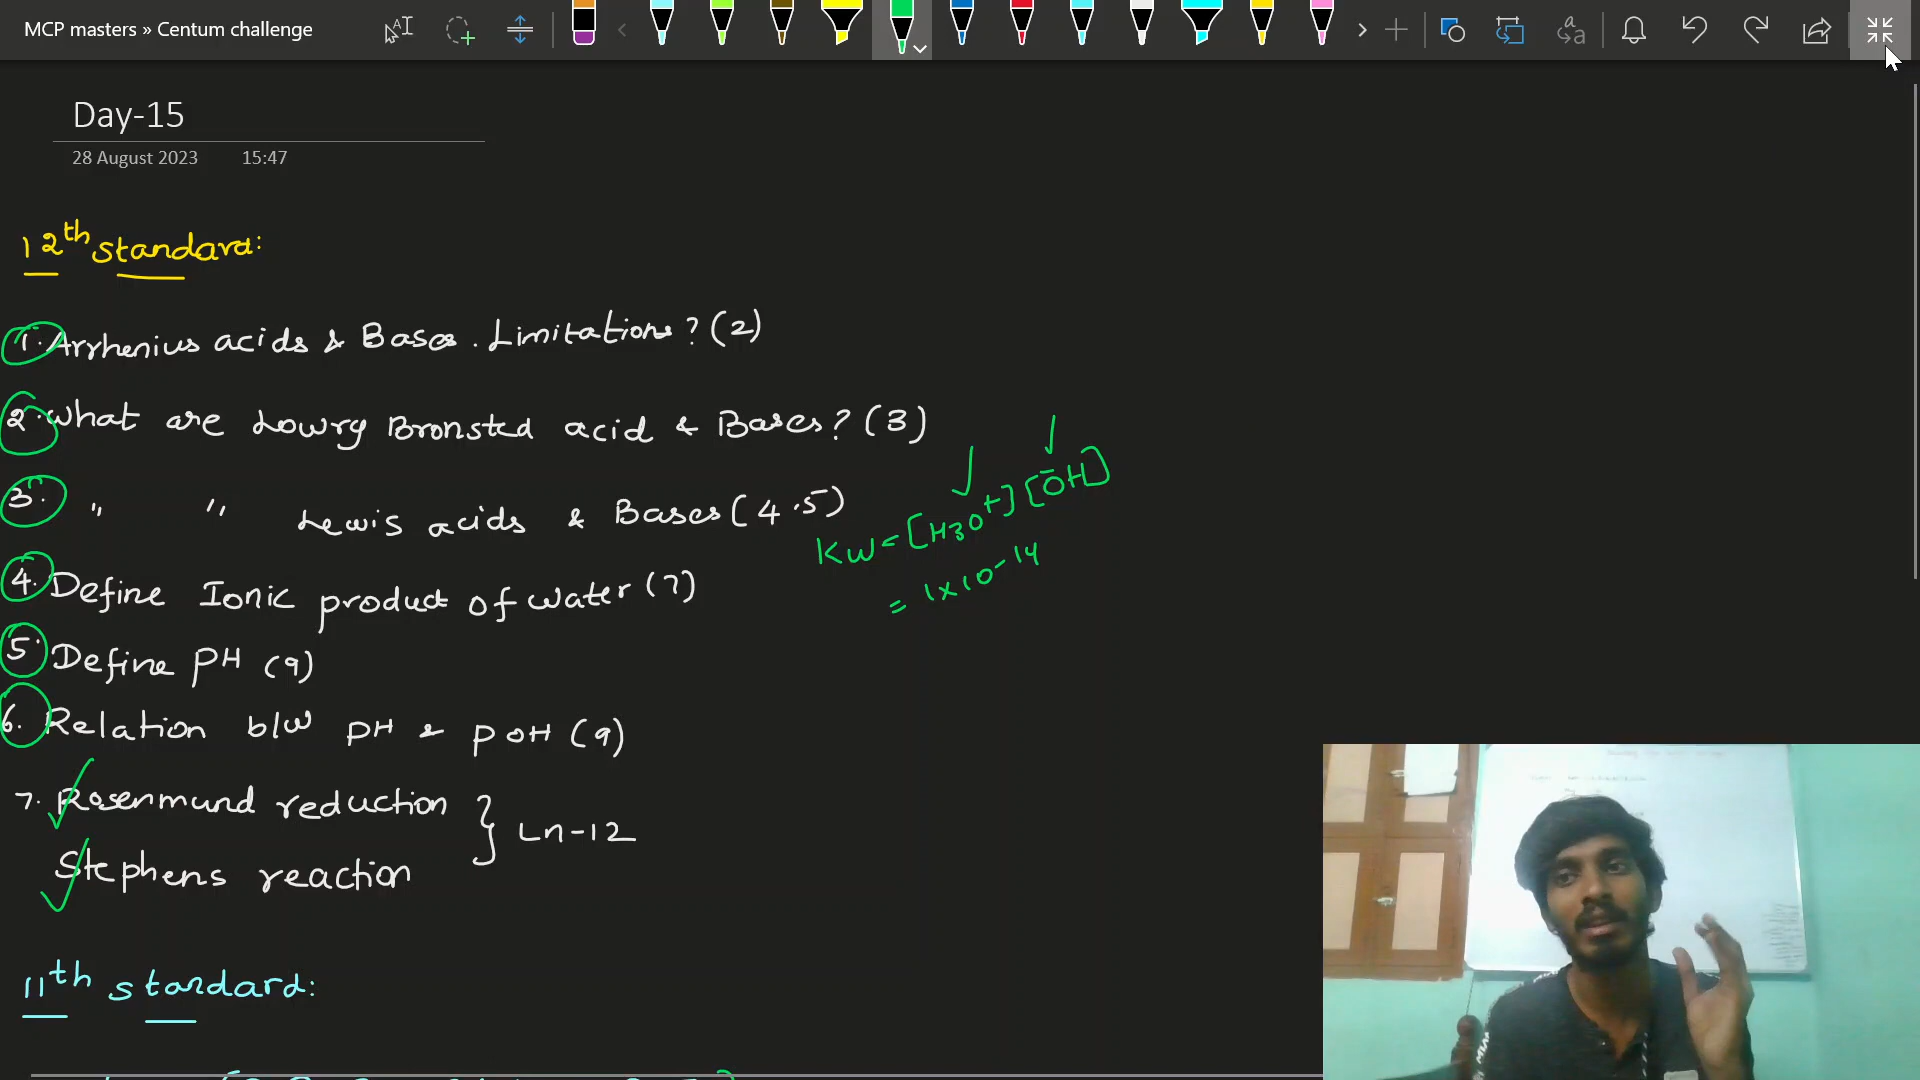 MCP masters » Centum challenge
Day-15
28 August 2023 15:47
12th standard:
1. Arrhenius acids & Bases. Limitations? (2)
2. What are Lowry Bronsted acid & Bases? (3)
3. " " Lewis acids & Bases (4.5)
Kw = [H3O+][OH]
= 1x10-14
4. Define Ionic product of water (7)
5. Define PH (9)
6. Relation b/w PH & POH (9)
7. Rosenmund reduction
Stephens reaction } Ln-12
11th standard: